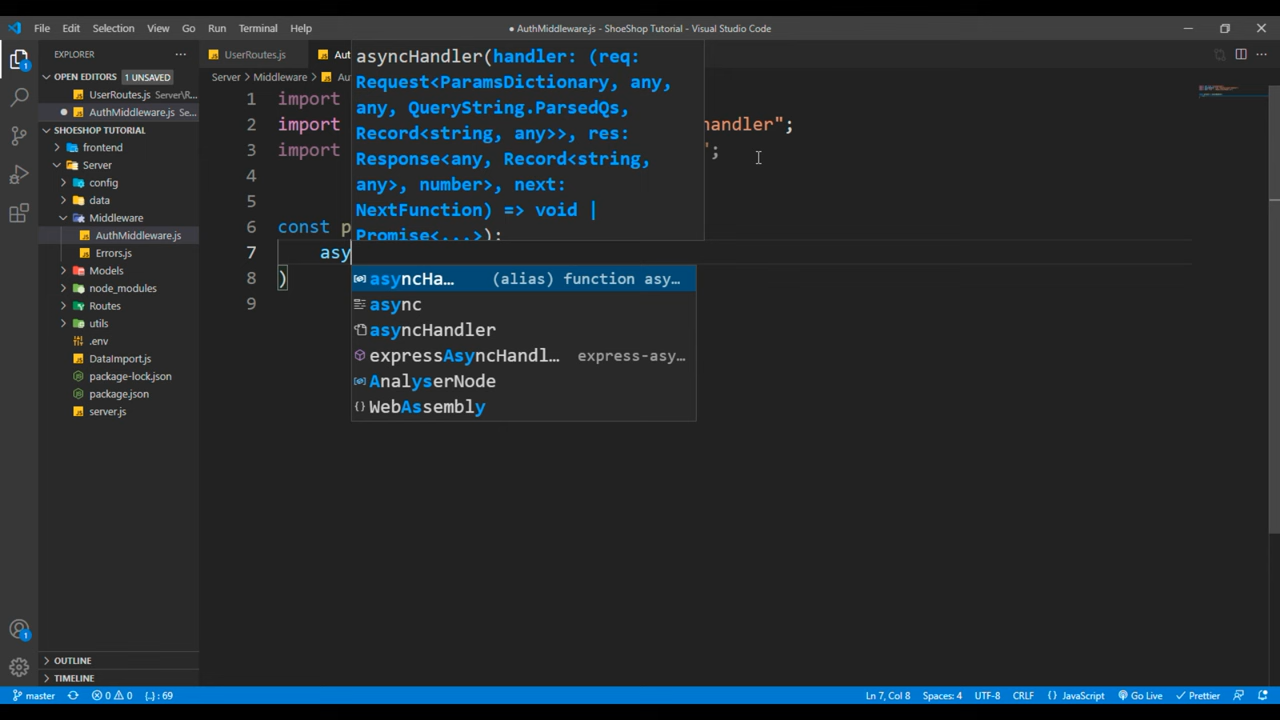 File Edit Selection View Go Run Terminal Help
● AuthMiddleware.js - ShoeShop Tutorial - Visual Studio Code
EXPLORER
OPEN EDITORS 1 UNSAVED
UserRoutes.js Server\R...
AuthMiddleware.js Se...
SHOESHOP TUTORIAL
frontend
Server
config
data
Middleware
AuthMiddleware.js
Errors.js
Models
node_modules
Routes
utils
.env
DataImport.js
package-lock.json
package.json
server.js
OUTLINE
TIMELINE
UserRoutes.js Aut
Server > Middleware > Au
1 import
2 import handler";
3 import ";
4
5
6 const p
7 asy
8 )
9
asyncHandler(handler: (req:
Request<ParamsDictionary, any,
any, QueryString.ParsedQs,
Record<string, any>>, res:
Response<any, Record<string,
any>, number>, next:
NextFunction) => void |
Promise<...>):
asyncHa… (alias) function asy…
async
asyncHandler
expressAsyncHandl… express-asy…
AnalyserNode
WebAssembly
master 0 0 {..} : 69 Ln 7, Col 8 Spaces: 4 UTF-8 CRLF {} JavaScript Go Live Prettier